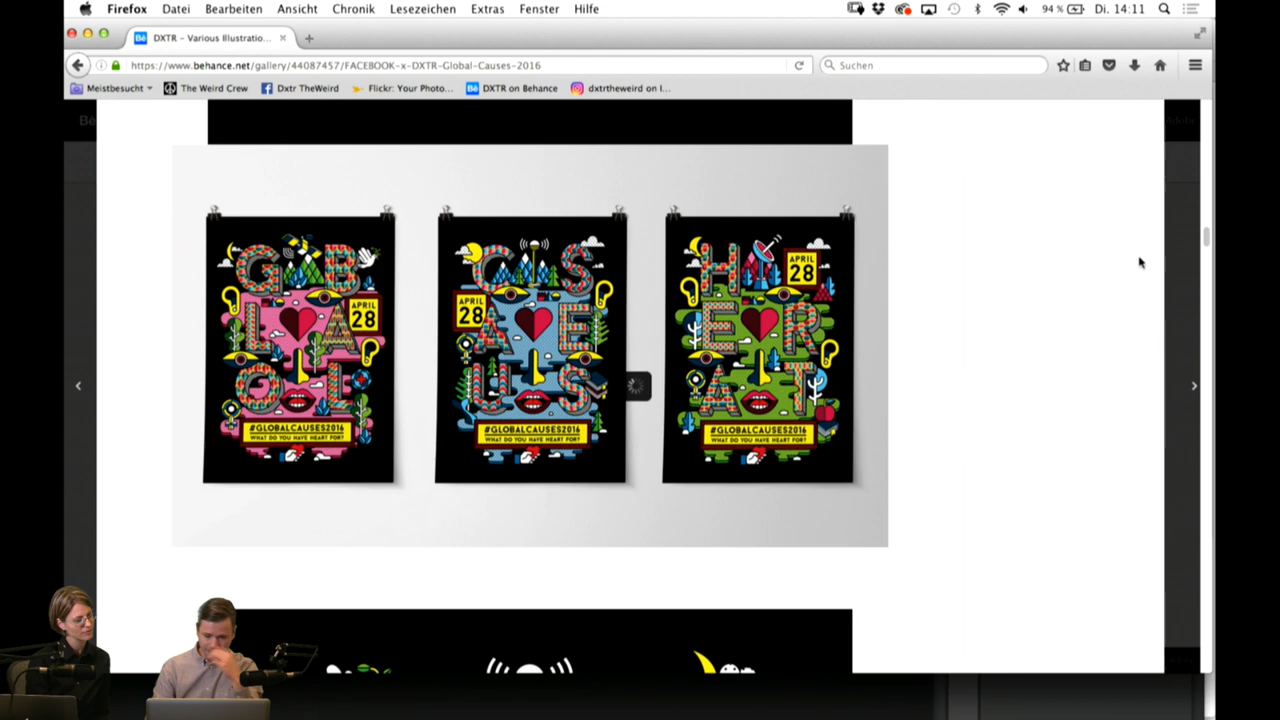 Firefox Datei Bearbeiten Ansicht Chronik Lesezeichen Extras Fenster Hilfe 94 % Di. 14:11
Bē DXTR – Various Illustratio...
https://www.behance.net/gallery/44087457/FACEBOOK-x-DXTR-Global-Causes-2016 Suchen
Meistbesucht The Weird Crew Dxtr TheWeird Flickr: Your Photo... Bē DXTR on Behance dxtrtheweird on I...
Bē
G B
L A
O L
APRIL
28
#GLOBALCAUSES2016
WHAT DO YOU HAVE HEART FOR?
C S
A E
U S
APRIL
28
#GLOBALCAUSES2016
WHAT DO YOU HAVE HEART FOR?
H
E R
A T
APRIL
28
#GLOBALCAUSES2016
WHAT DO YOU HAVE HEART FOR?